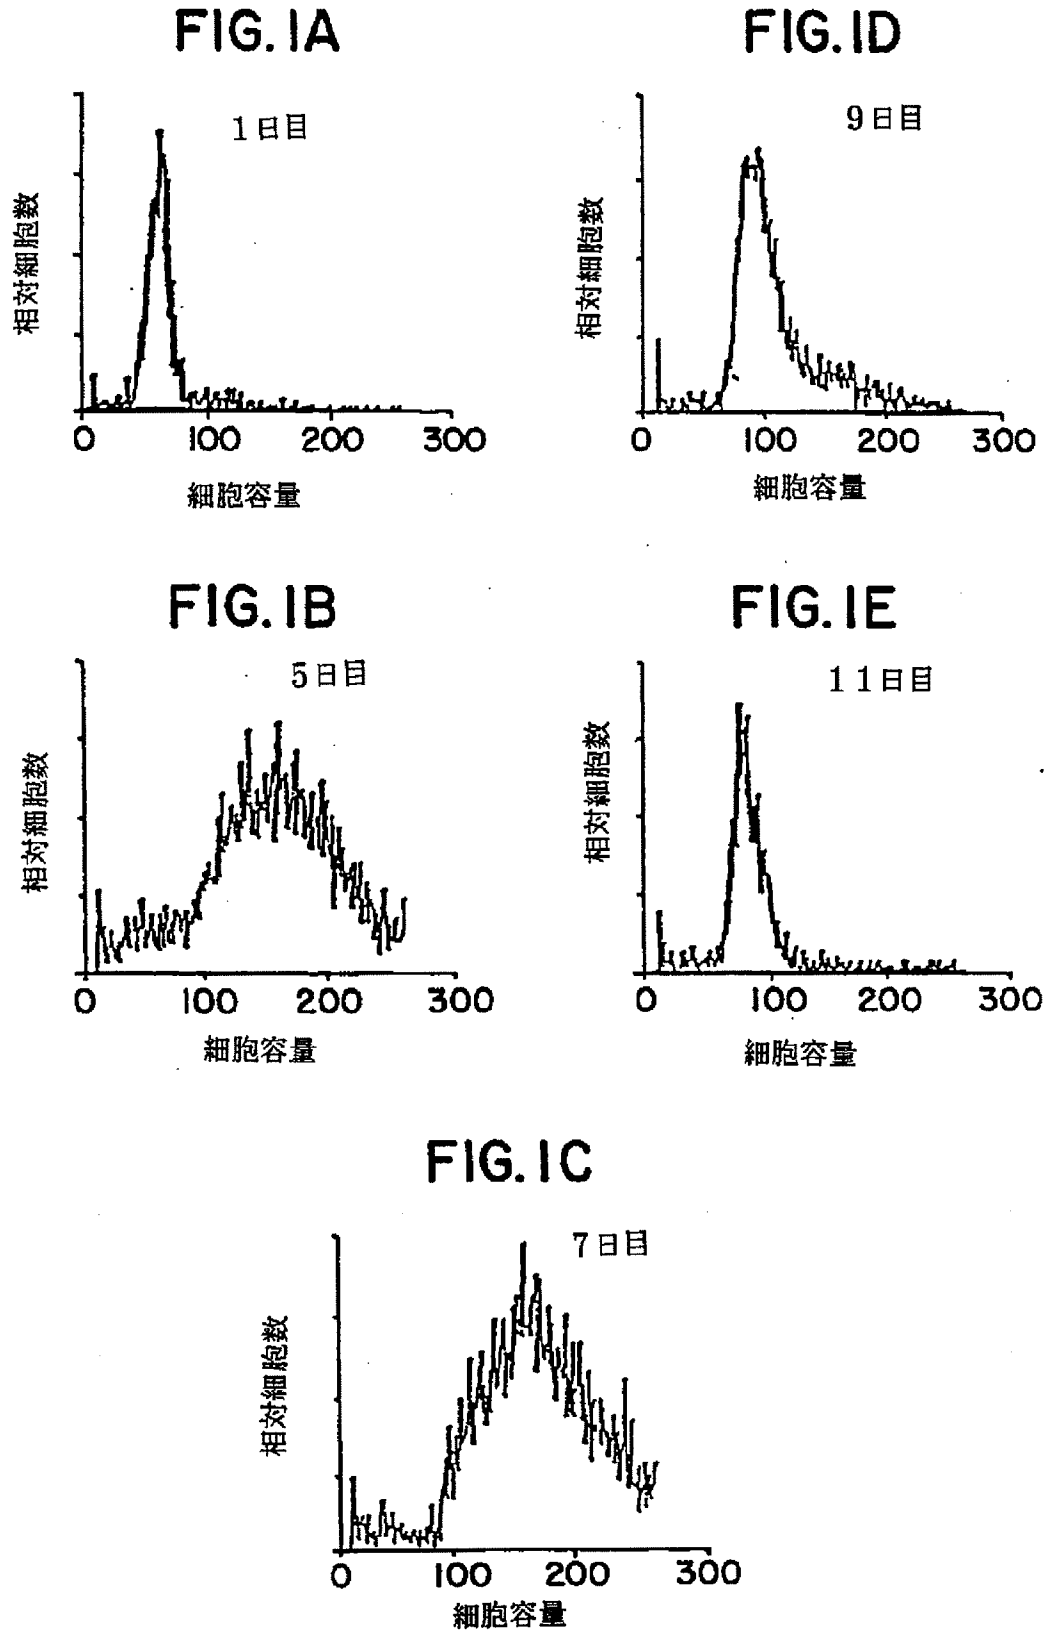 FIG. 1A
1日目
相対細胞数
0 100 200 300
細胞容量
FIG. 1B
5日目
相対細胞数
0 100 200 300
細胞容量
FIG. 1C
7日目
相対細胞数
0 100 200 300
細胞容量
FIG. 1D
9日目
相対細胞数
0 100 200 300
細胞容量
FIG. 1E
11日目
相対細胞数
0 100 200 300
細胞容量